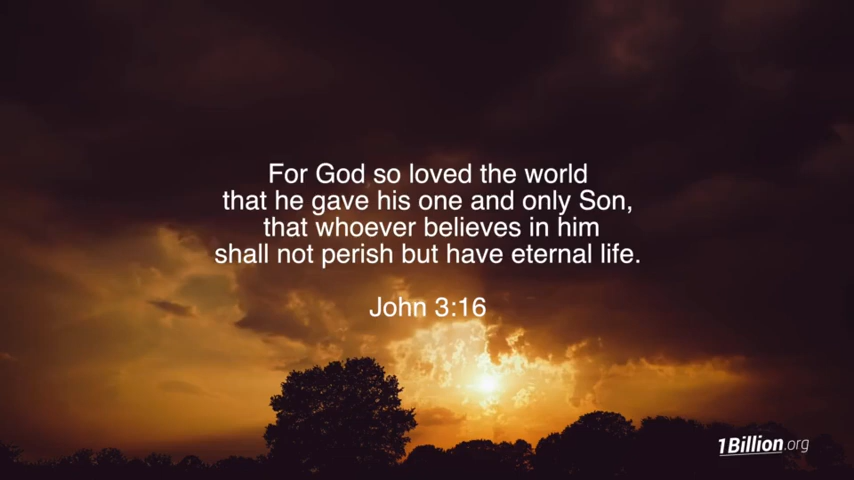 For God so loved the world
that he gave his one and only Son,
that whoever believes in him
shall not perish but have eternal life.
John 3:16
1Billion.org